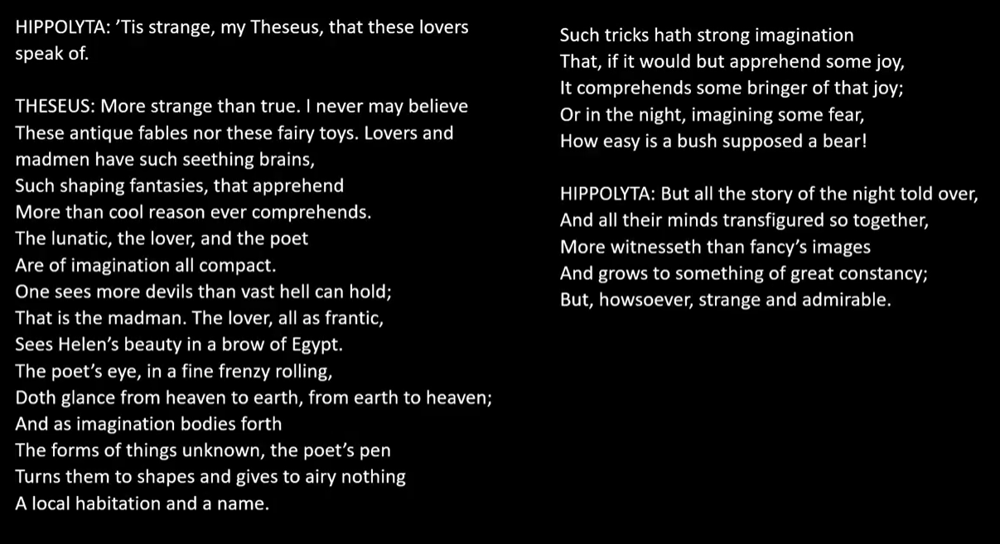 HIPPOLYTA: ’Tis strange, my Theseus, that these lovers
speak of.
THESEUS: More strange than true. I never may believe
These antique fables nor these fairy toys. Lovers and
madmen have such seething brains,
Such shaping fantasies, that apprehend
More than cool reason ever comprehends.
The lunatic, the lover, and the poet
Are of imagination all compact.
One sees more devils than vast hell can hold;
That is the madman. The lover, all as frantic,
Sees Helen’s beauty in a brow of Egypt.
The poet’s eye, in a fine frenzy rolling,
Doth glance from heaven to earth, from earth to heaven;
And as imagination bodies forth
The forms of things unknown, the poet’s pen
Turns them to shapes and gives to airy nothing
A local habitation and a name.
Such tricks hath strong imagination
That, if it would but apprehend some joy,
It comprehends some bringer of that joy;
Or in the night, imagining some fear,
How easy is a bush supposed a bear!
HIPPOLYTA: But all the story of the night told over,
And all their minds transfigured so together,
More witnesseth than fancy’s images
And grows to something of great constancy;
But, howsoever, strange and admirable.